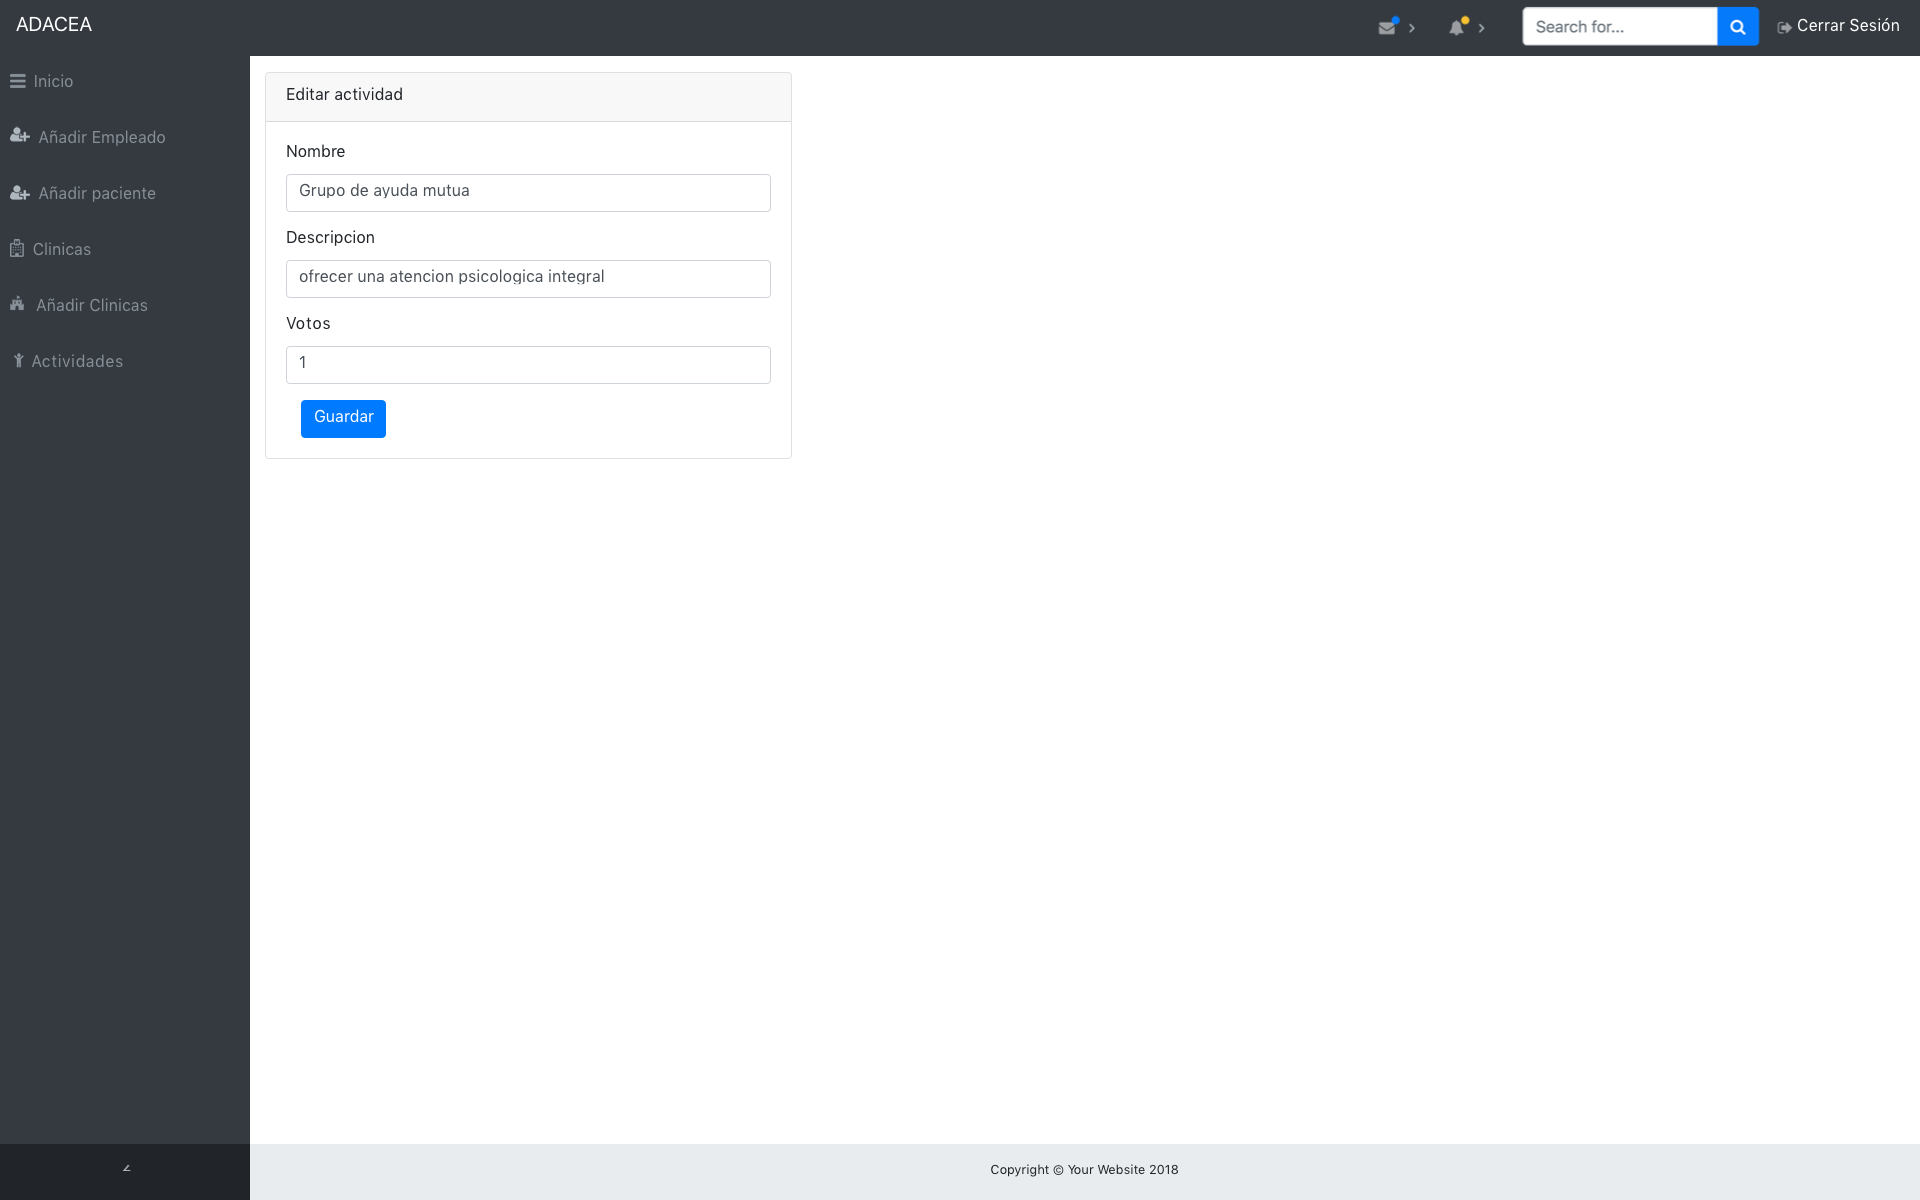 ADACEA
Search for...
Cerrar Sesión
Inicio
Añadir Empleado
Añadir paciente
Clinicas
Añadir Clinicas
Actividades
Editar actividad
Nombre
Grupo de ayuda mutua
Descripcion
ofrecer una atencion psicologica integral
Votos
1
Guardar
Copyright © Your Website 2018